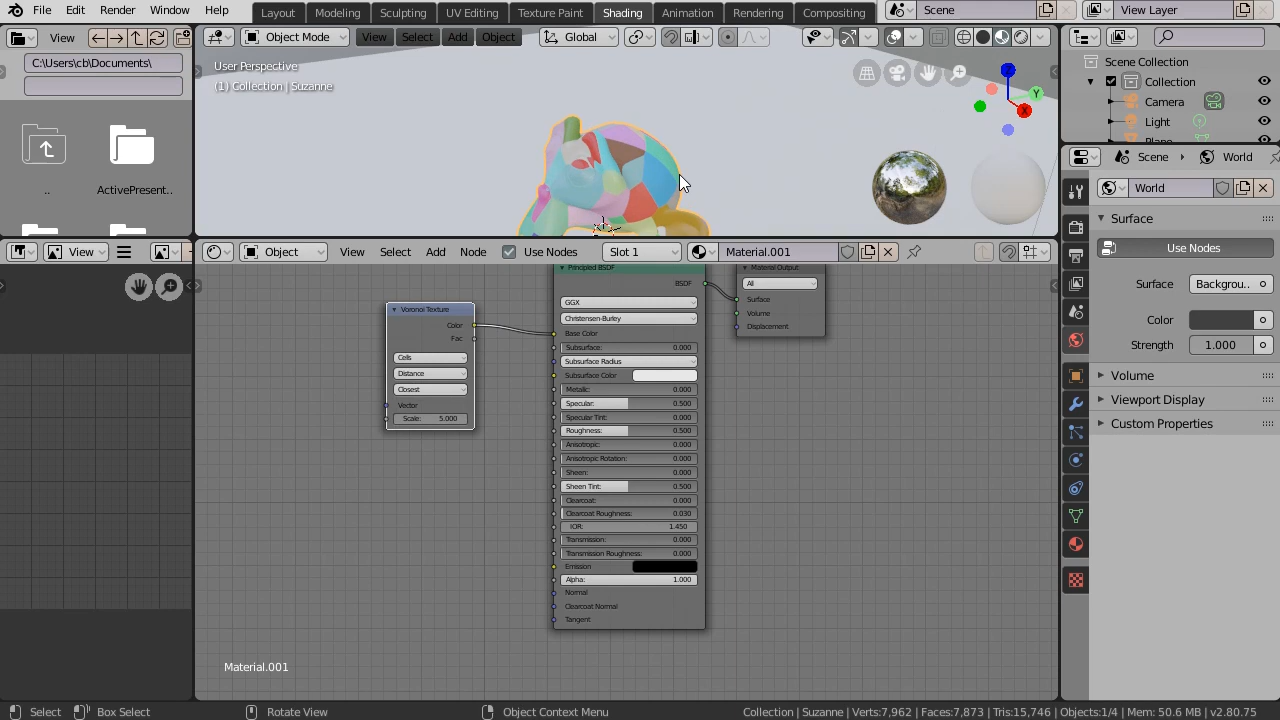 File Edit Render Window Help
Layout Modeling Sculpting UV Editing Texture Paint Shading Animation Rendering Compositing
Scene
View Layer
View
C:\Users\cb\Documents\
..
ActivePresent..
Object Mode
View Select Add Object
Global
User Perspective
(1) Collection | Suzanne
Z
Y
X
Scene Collection
Collection
Camera
Light
Scene
World
World
Surface
Use Nodes
Surface: Backgrou..
Color:
Strength: 1.000
Volume
Viewport Display
Custom Properties
View
Object
View Select Add Node
Use Nodes
Slot 1
Material.001
Voronoi Texture
Color
Fac
Cells
Distance
Closest
Vector
Scale: 5.000
Principled BSDF
BSDF
GGX
Christensen-Burley
Base Color
Subsurface: 0.000
Subsurface Radius
Subsurface Color
Metallic: 0.000
Specular: 0.500
Specular Tint: 0.000
Roughness: 0.500
Anisotropic: 0.000
Anisotropic Rotation: 0.000
Sheen: 0.000
Sheen Tint: 0.500
Clearcoat: 0.000
Clearcoat Roughness: 0.030
IOR: 1.450
Transmission: 0.000
Transmission Roughness: 0.000
Emission
Alpha: 1.000
Normal
Clearcoat Normal
Tangent
Material Output
All
Surface
Volume
Displacement
Material.001
Select
Box Select
Rotate View
Object Context Menu
Collection | Suzanne | Verts:7,962 | Faces:7,873 | Tris:15,746 | Objects:1/4 | Mem: 50.6 MB | v2.80.75